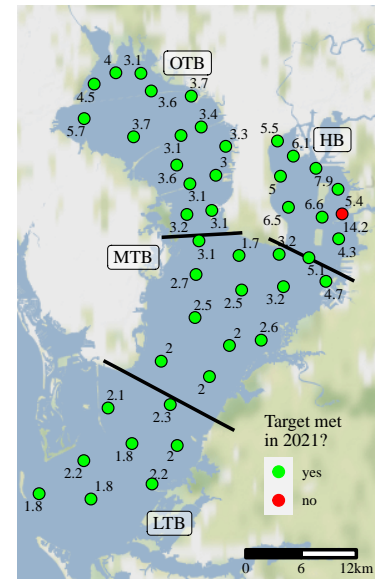 4 3.1 OTB
4.5 3.6 3.7
5.7 3.7 3.4
3.1 3.3 5.5 HB
6.1
3.6 3 5 7.9
3.1 5.4
3.2 3.1 6.5 6.6 14.2
MTB 3.1 1.7 3.2 4.3
2.7 5.1
2.5 3.2 4.7
2.5
2 2 2.6
2
2.1 2.3
Target met
in 2021?
1.8 2
2.2 yes
2.2
1.8 1.8 no
LTB
0 6 12km